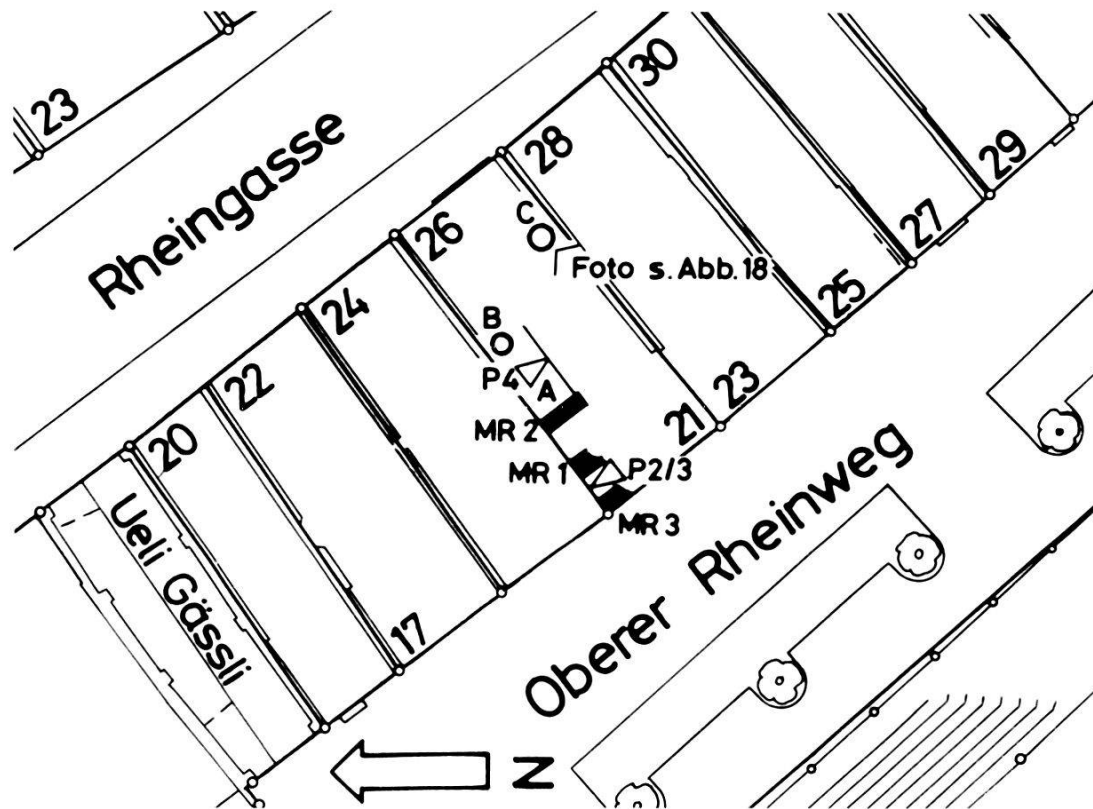 23
Rheingasse
30
28
26
24
22
20
29
27
25
23
21
17
C
Foto s. Abb. 18
B
P4
A
MR 2
MR 1
P2/3
MR 3
Ueli Gässli
Oberer Rheinweg
N